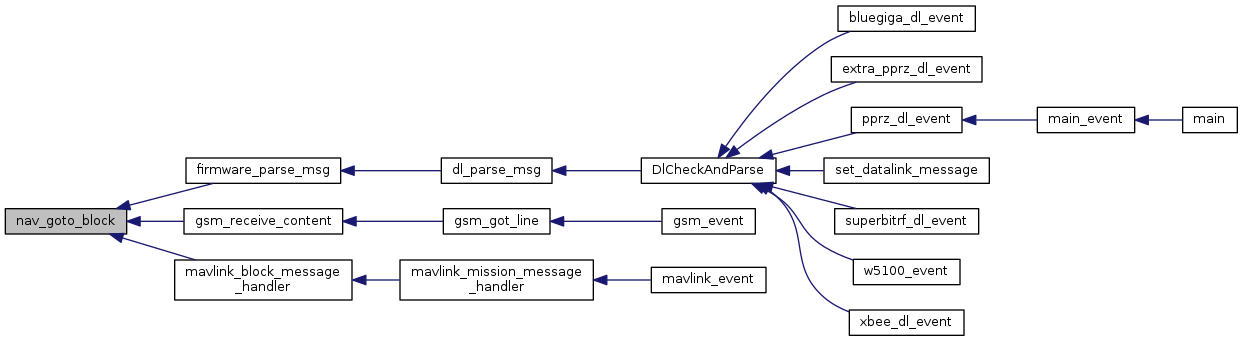 nav_goto_block
firmware_parse_msg
gsm_receive_content
mavlink_block_message
_handler
dl_parse_msg
gsm_got_line
mavlink_mission_message
_handler
DlCheckAndParse
gsm_event
mavlink_event
bluegiga_dl_event
extra_pprz_dl_event
pprz_dl_event
set_datalink_message
superbitrf_dl_event
w5100_event
xbee_dl_event
main_event
main